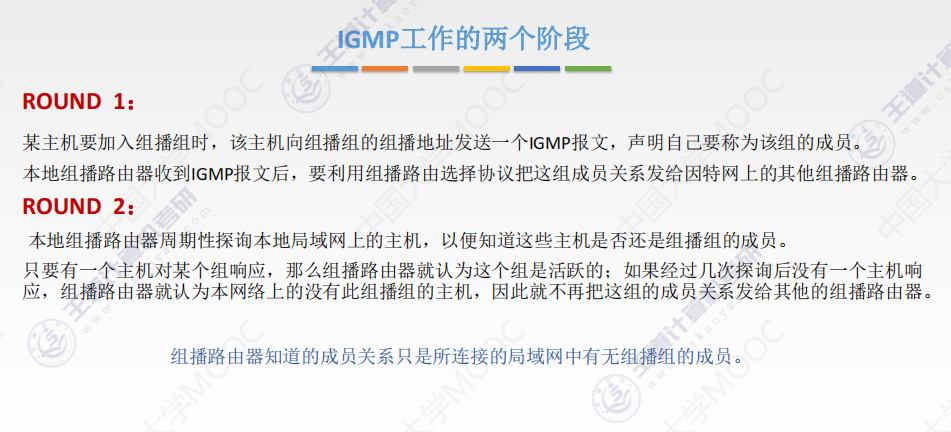 IGMP工作的两个阶段
ROUND 1：
某主机要加入组播组时，该主机向组播组的组播地址发送一个IGMP报文，声明自己要称为该组的成员。
本地组播路由器收到IGMP报文后，要利用组播路由选择协议把这组成员关系发给因特网上的其他组播路由器。
ROUND 2：
本地组播路由器周期性探询本地局域网上的主机，以便知道这些主机是否还是组播组的成员。
只要有一个主机对某个组响应，那么组播路由器就认为这个组是活跃的；如果经过几次探询后没有一个主机响
应，组播路由器就认为本网络上的没有此组播组的主机，因此就不再把这组的成员关系发给其他的组播路由器。
组播路由器知道的成员关系只是所连接的局域网中有无组播组的成员。